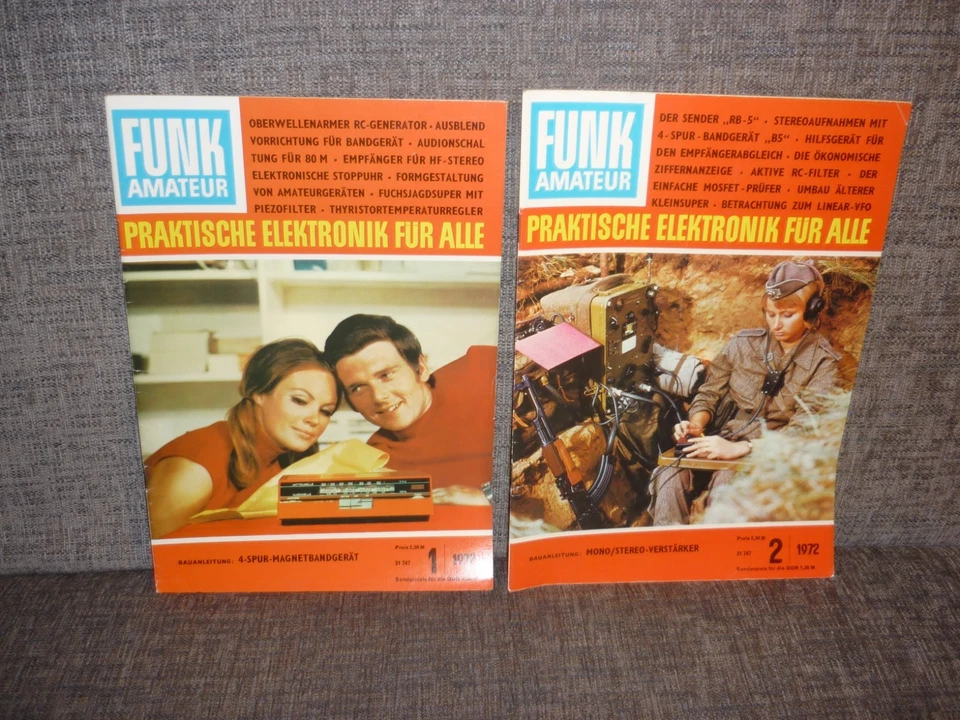 FUNK
AMATEUR
OBERWELLENARMER RC-GENERATOR · AUSBLEND
VORRICHTUNG FÜR BANDGERÄT · AUDIONSCHAL
TUNG FÜR 80 M · EMPFÄNGER FÜR HF-STEREO
ELEKTRONISCHE STOPPUHR · FORMGESTALTUNG
VON AMATEURGERÄTEN · FUCHSJAGDSUPER MIT
PIEZOFILTER · THYRISTORTEMPERATURREGLER
PRAKTISCHE ELEKTRONIK FÜR ALLE
BAUANLEITUNG: 4-SPUR-MAGNETBANDGERÄT
31 747
1
1972
FUNK
AMATEUR
DER SENDER „RB-5" · STEREOAUFNAHMEN MIT
4-SPUR-BANDGERÄT „B5" · HILFSGERÄT FÜR
DEN EMPFÄNGERABGLEICH · DIE ÖKONOMISCHE
ZIFFERNANZEIGE · AKTIVE RC-FILTER · DER
EINFACHE MOSFET-PRÜFER · UMBAU ÄLTERER
KLEINSUPER · BETRACHTUNG ZUM LINEAR-VFO
PRAKTISCHE ELEKTRONIK FÜR ALLE
BAUANLEITUNG: MONO/STEREO-VERSTÄRKER
31 747
2
1972